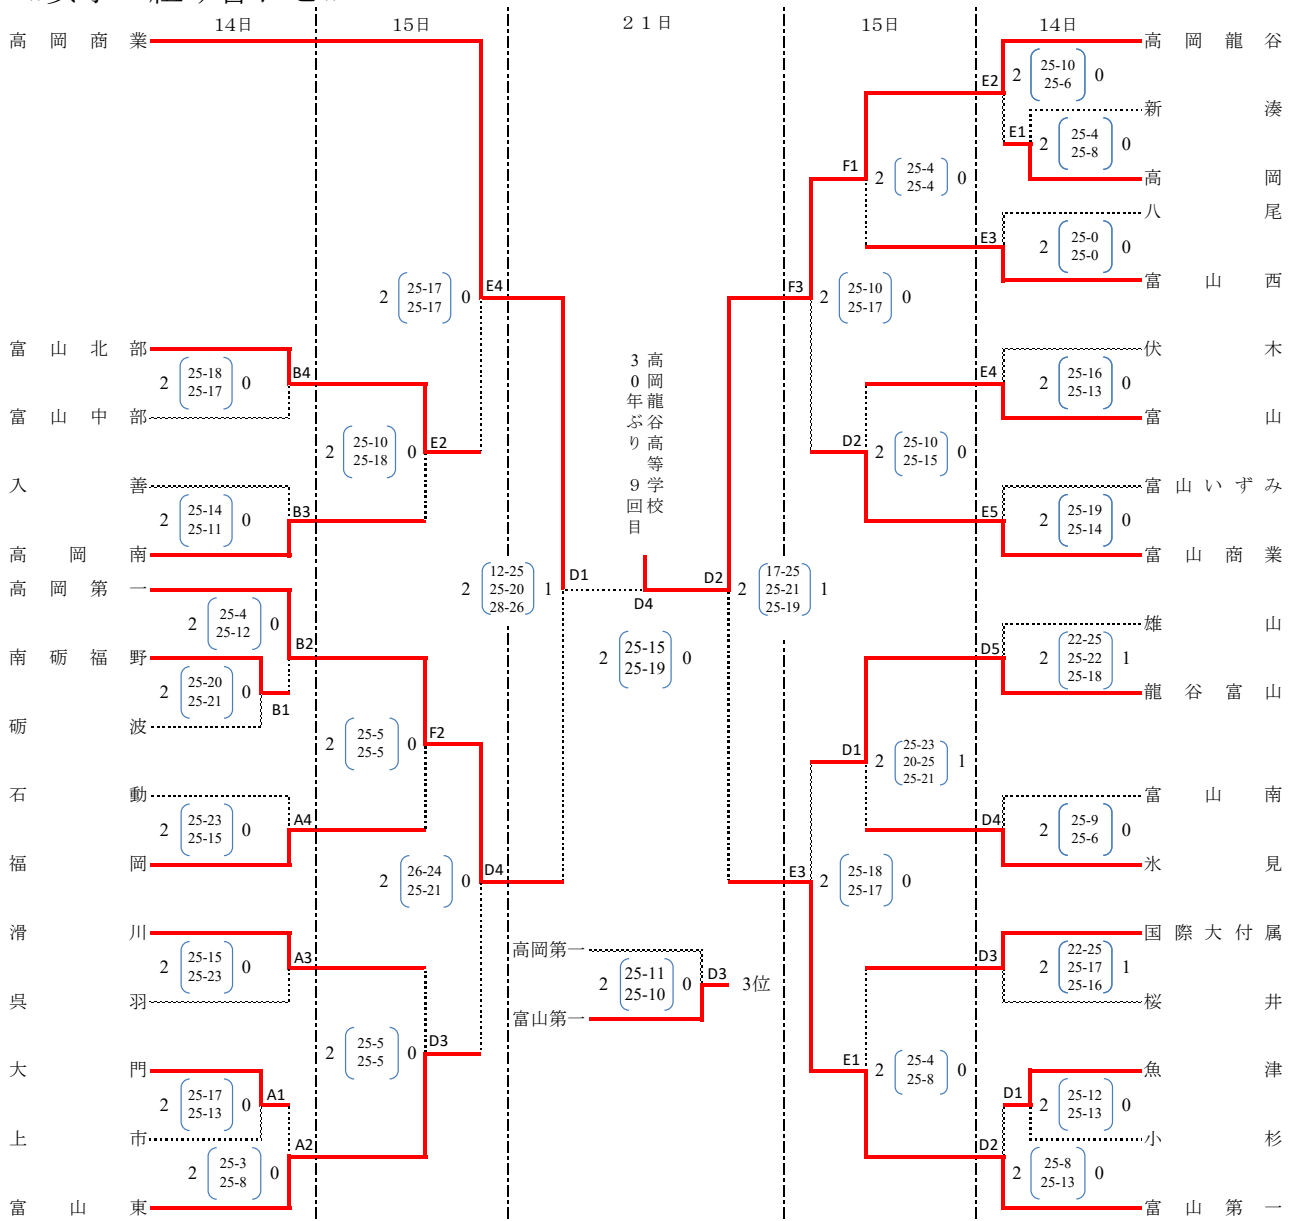 14日 15日 21日 15日 14日
高岡商業
富山北部
2 25-18 25-17 0 B4
富山中部
2 25-10 25-18 0 E2
入善
2 25-14 25-11 0 B3
高岡南
2 25-17 25-17 0 E4
高岡第一
2 25-4 25-12 0 B2
南砺福野
2 25-20 25-21 0 B1
砺波
2 25-5 25-5 0 F2
石動
2 25-23 25-15 0 A4
福岡
2 26-24 25-21 0 D4
滑川
2 25-15 25-23 0 A3
呉羽
2 25-5 25-5 0 D3
大門
2 25-17 25-13 0 A1
上市
2 25-3 25-8 0 A2
富山東
2 12-25 25-20 28-26 1 D1
高岡龍谷高等学校
30年ぶり 9回目
D4
2 25-15 25-19 0
D2 2 17-25 25-21 25-19 1
高岡第一
2 25-11 25-10 0 D3 3位
富山第一
高岡龍谷
E2 2 25-10 25-6 0
新湊
E1 2 25-4 25-8 0
高岡
F1 2 25-4 25-4 0
八尾
E3 2 25-0 25-0 0
富山西
F3 2 25-10 25-17 0
伏木
E4 2 25-16 25-13 0
富山
D2 2 25-10 25-15 0
富山いずみ
E5 2 25-19 25-14 0
富山商業
雄山
D5 2 22-25 25-22 25-18 1
龍谷富山
D1 2 25-23 20-25 25-21 1
富山南
D4 2 25-9 25-6 0
氷見
E3 2 25-18 25-17 0
国際大付属
D3 2 22-25 25-17 25-16 1
桜井
E1 2 25-4 25-8 0
魚津
D1 2 25-12 25-13 0
小杉
D2 2 25-8 25-13 0
富山第一